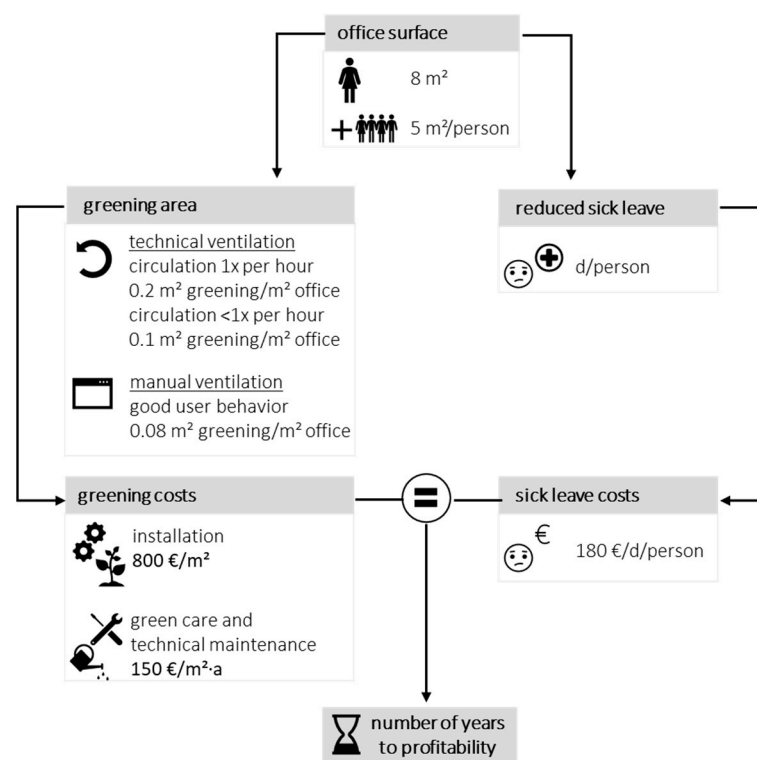 office surface
8 m²
5 m²/person
greening area
technical ventilation
circulation 1x per hour
0.2 m² greening/m² office
circulation <1x per hour
0.1 m² greening/m² office
manual ventilation
good user behavior
0.08 m² greening/m² office
reduced sick leave
d/person
greening costs
installation
800 €/m²
green care and
technical maintenance
150 €/m²·a
=
sick leave costs
€
180 €/d/person
number of years
to profitability